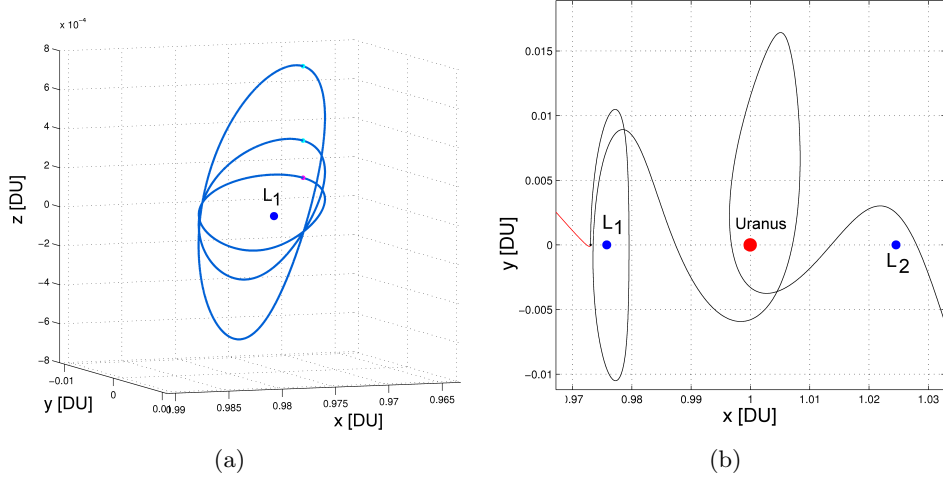 x 10⁻⁴
8
6
4
2
0
−2
−4
−6
−8
z [DU]
L1
−0.01
0
0.01
y [DU]
0.99
0.985
0.98
0.975
0.97
0.965
x [DU]
(a)
0.015
0.01
0.005
0
−0.005
−0.01
y [DU]
L1
Uranus
L2
0.97
0.98
0.99
1
1.01
1.02
1.03
x [DU]
(b)